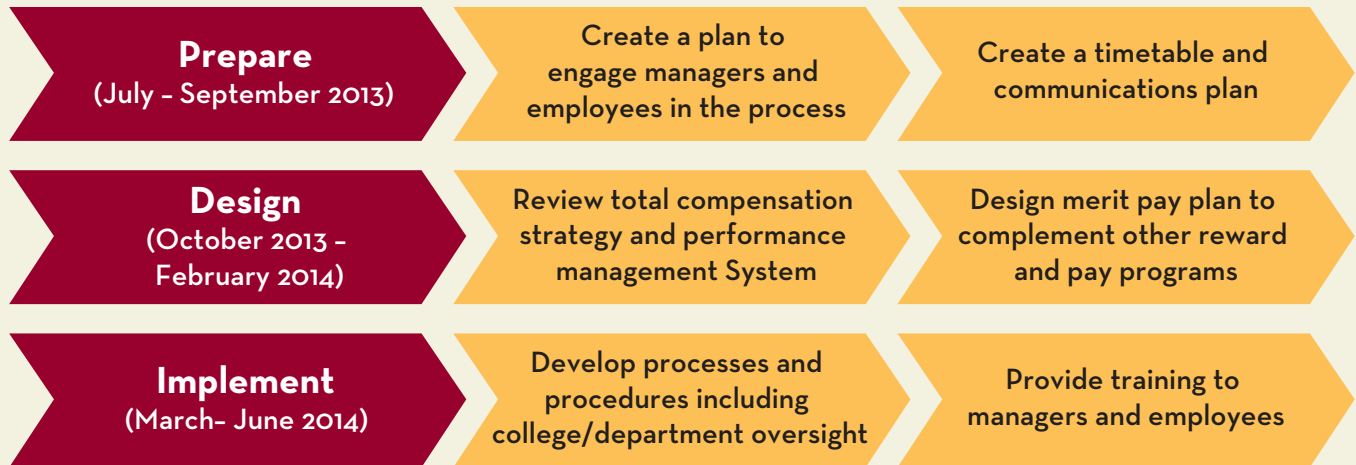 Prepare
(July – September 2013)
Create a plan to
engage managers and
employees in the process
Create a timetable and
communications plan
Design
(October 2013 –
February 2014)
Review total compensation
strategy and performance
management System
Design merit pay plan to
complement other reward
and pay programs
Implement
(March– June 2014)
Develop processes and
procedures including
college/department oversight
Provide training to
managers and employees